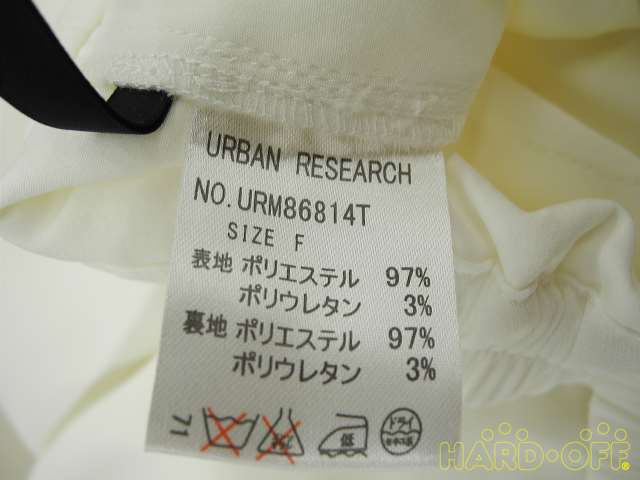 URBAN RESEARCH
NO.URM86814T
SIZE F
表地 ポリエステル 97%
ポリウレタン 3%
裏地 ポリエステル 97%
ポリウレタン 3%
71
低
ドライ
HARD・OFF